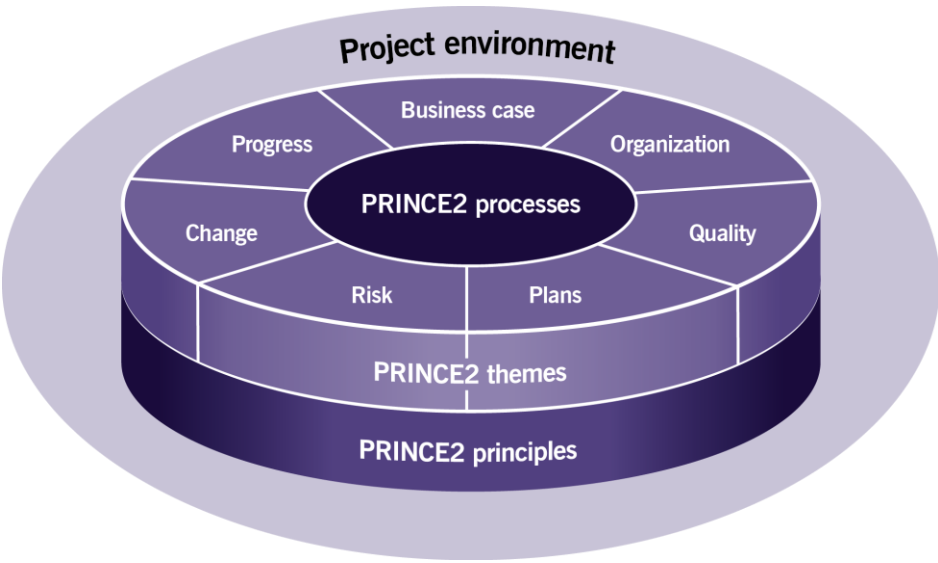 Project environment
Business case
Progress
Organization
PRINCE2 processes
Change
Quality
Risk
Plans
PRINCE2 themes
PRINCE2 principles